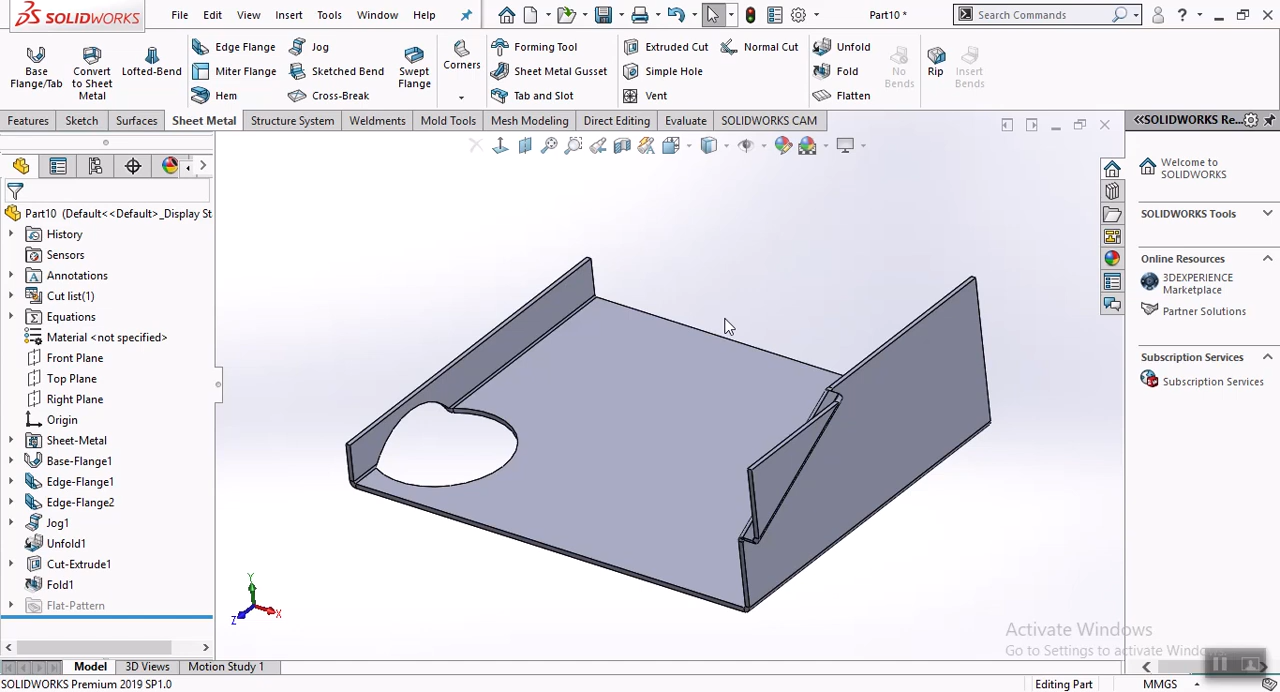 SOLIDWORKS File Edit View Insert Tools Window Help Part10 * Search Commands ?
Base Flange/Tab
Convert to Sheet Metal
Lofted-Bend
Edge Flange
Miter Flange
Hem
Jog
Sketched Bend
Cross-Break
Swept Flange
Corners
Forming Tool
Sheet Metal Gusset
Tab and Slot
Extruded Cut
Simple Hole
Vent
Normal Cut
Unfold
Fold
Flatten
No Bends
Rip
Insert Bends
Features Sketch Surfaces Sheet Metal Structure System Weldments Mold Tools Mesh Modeling Direct Editing Evaluate SOLIDWORKS CAM
Part10 (Default<<Default>_Display St
History
Sensors
Annotations
Cut list(1)
Equations
Material <not specified>
Front Plane
Top Plane
Right Plane
Origin
Sheet-Metal
Base-Flange1
Edge-Flange1
Edge-Flange2
Jog1
Unfold1
Cut-Extrude1
Fold1
Flat-Pattern
Y
X
Z
<<SOLIDWORKS Re...
Welcome to
SOLIDWORKS
SOLIDWORKS Tools
Online Resources
3DEXPERIENCE
Marketplace
Partner Solutions
Subscription Services
Subscription Services
Activate Windows
Go to Settings to activate Windows.
Model 3D Views Motion Study 1
SOLIDWORKS Premium 2019 SP1.0 Editing Part MMGS